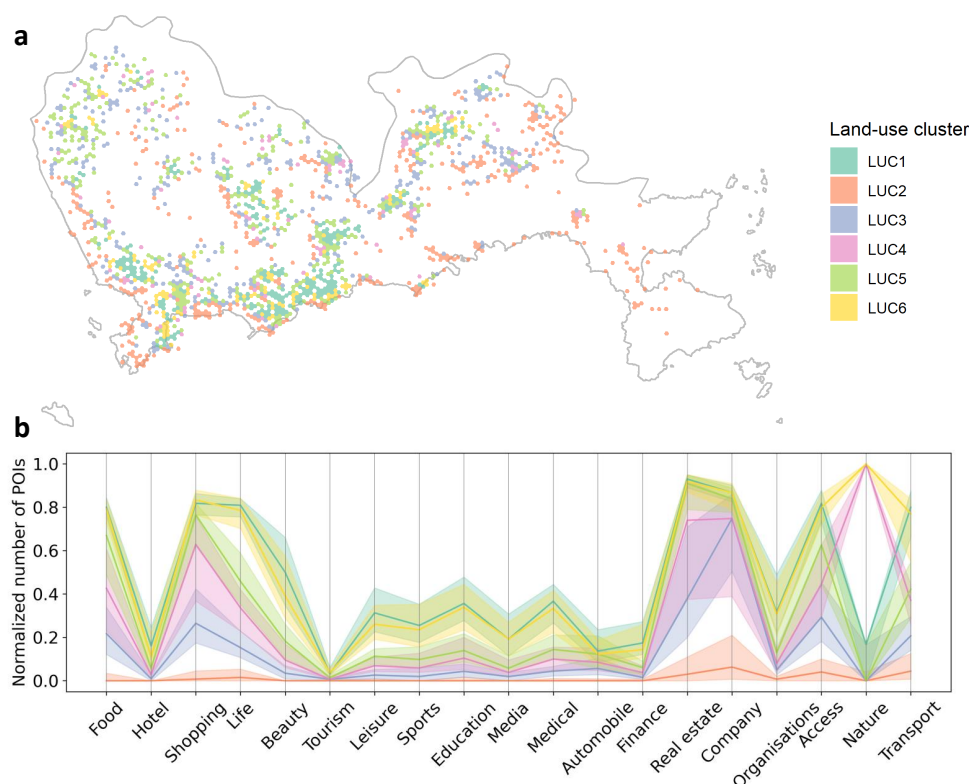 a
Land-use cluster
LUC1
LUC2
LUC3
LUC4
LUC5
LUC6
b
Normalized number of POIs
1.0
0.8
0.6
0.4
0.2
0.0
Food
Hotel
Shopping
Life
Beauty
Tourism
Leisure
Sports
Education
Media
Medical
Automobile
Finance
Real estate
Company
Organisations
Access
Nature
Transport